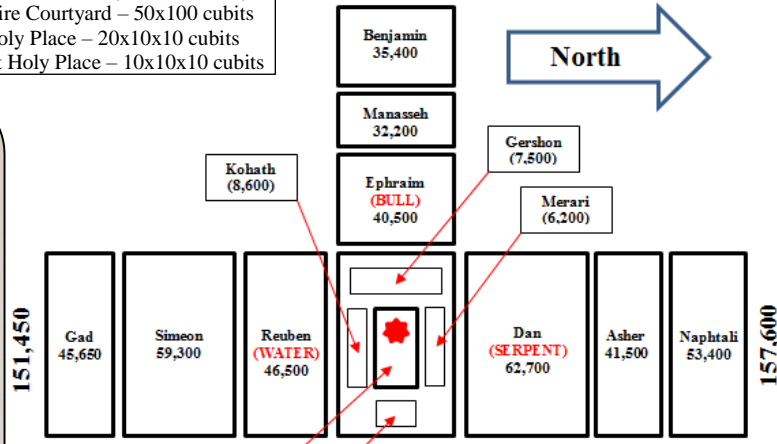 ire Courtyard – 50x100 cubits
oly Place – 20x10x10 cubits
t Holy Place – 10x10x10 cubits
Benjamin
35,400
North
Manasseh
32,200
Gershon
(7,500)
Kohath
(8,600)
Ephraim
(BULL)
40,500
Merari
(6,200)
151,450
Gad
45,650
Simeon
59,300
Reuben
(WATER)
46,500
Dan
(SERPENT)
62,700
Asher
41,500
Naphtali
53,400
157,600